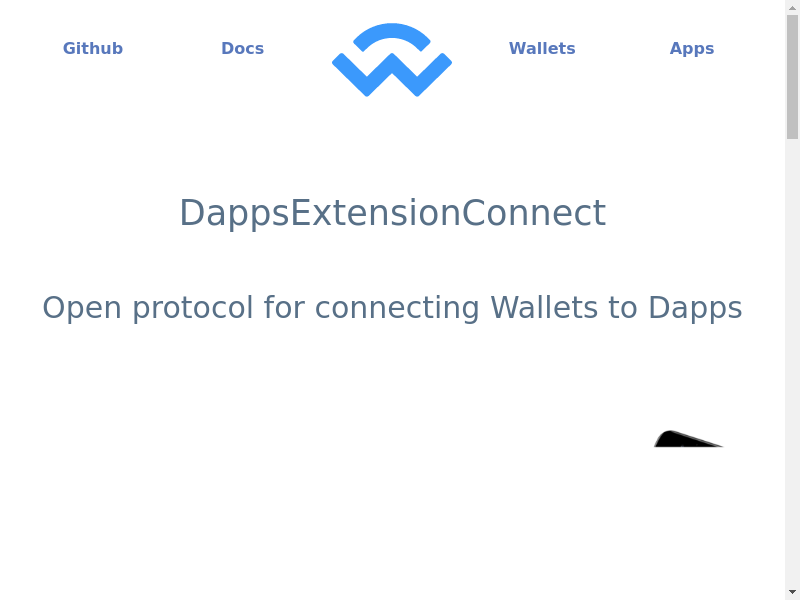 Github Docs Wallets Apps
DappsExtensionConnect
Open protocol for connecting Wallets to Dapps